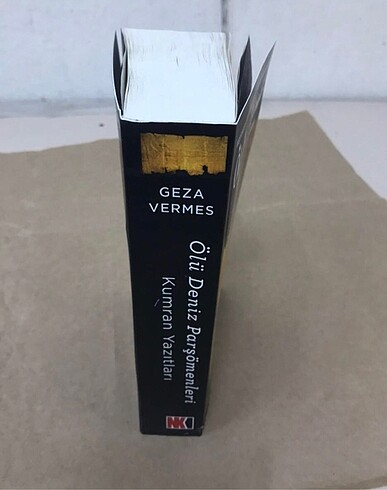 GEZA
VERMES
Ölü Deniz Parşömenleri
Kumran Yazıtları
NK